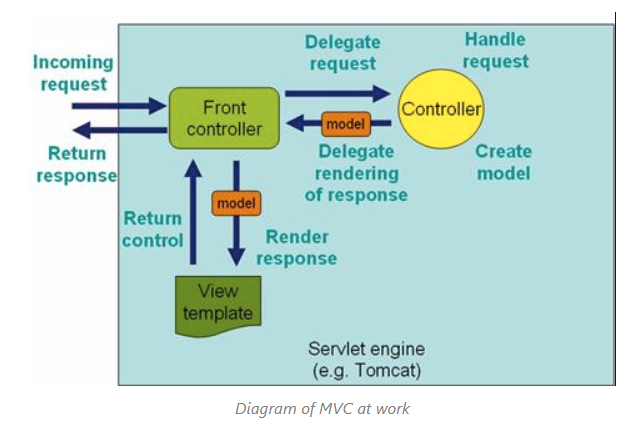 Incoming
request
Return
response
Delegate
request
Handle
request
Front
controller
Controller
model
Delegate
rendering
of response
Create
model
Return
control
model
Render
response
View
template
Servlet engine
(e.g. Tomcat)
Diagram of MVC at work